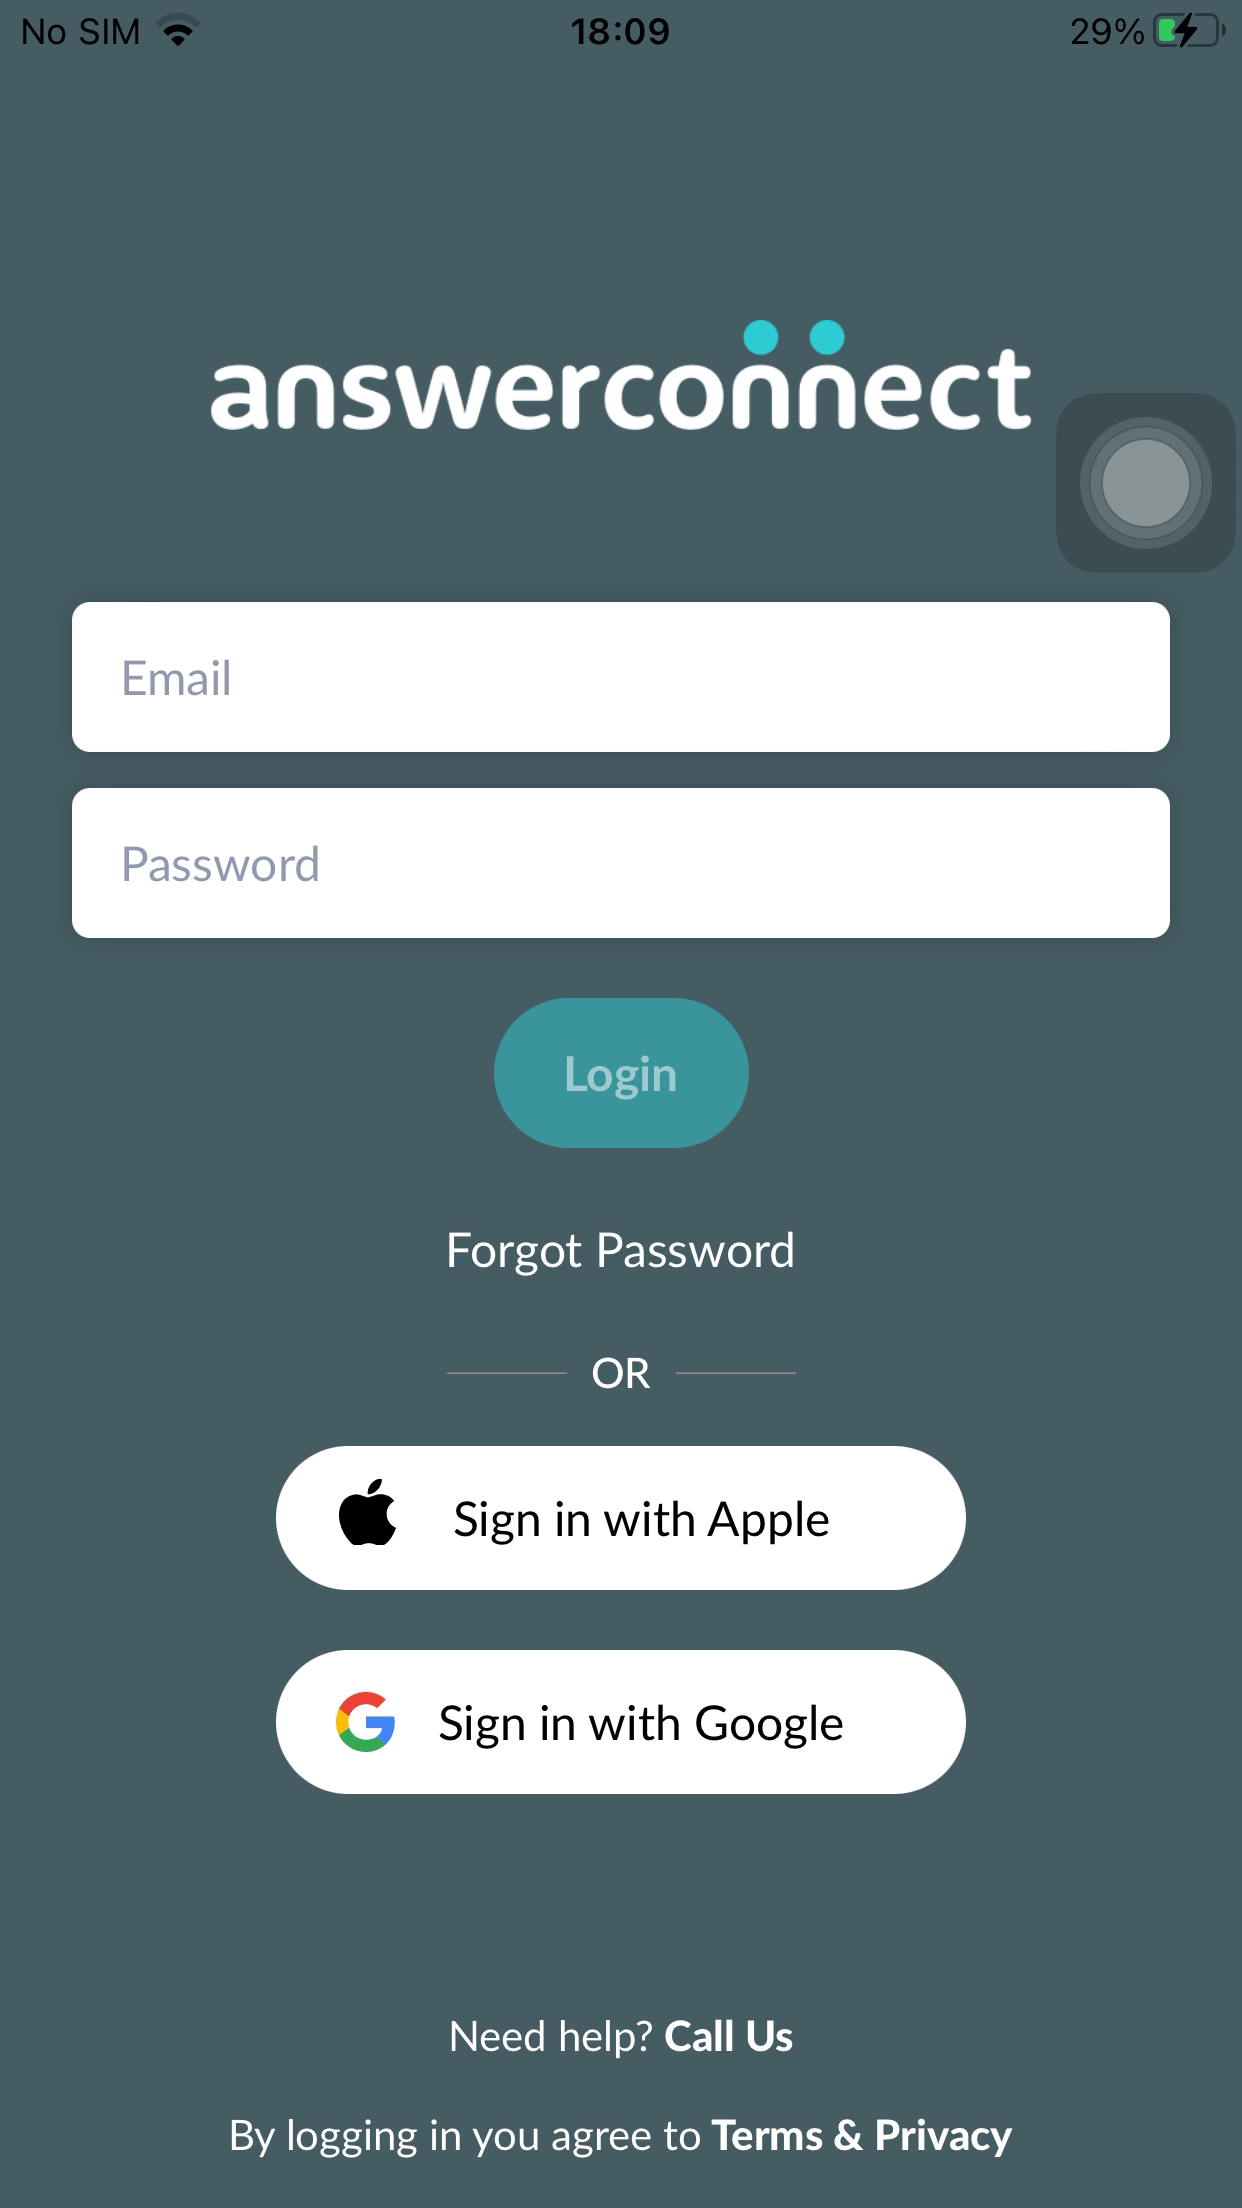 No SIM 18:09 29%
answerconnect
Email
Password
Login
Forgot Password
OR
Sign in with Apple
Sign in with Google
Need help? Call Us
By logging in you agree to Terms & Privacy